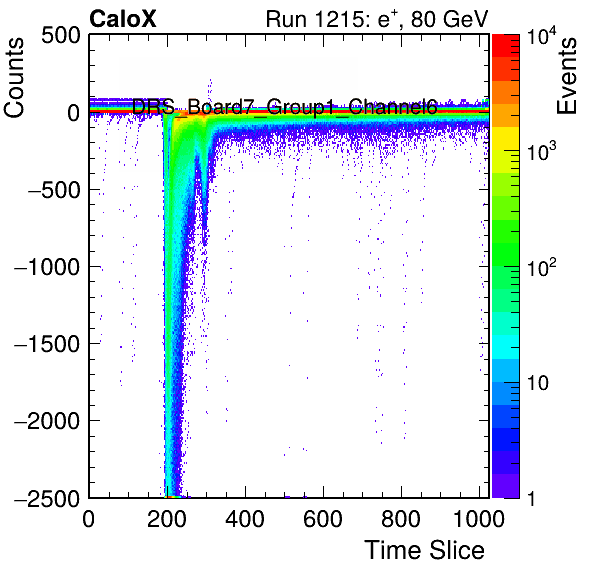 CaloX Run 1215: e+, 80 GeV
Counts
Events
500
0
−500
−1000
−1500
−2000
−2500
DRS_Board7_Group1_Channel6
0 200 400 600 800 1000
Time Slice
10^4
10^3
10^2
10
1